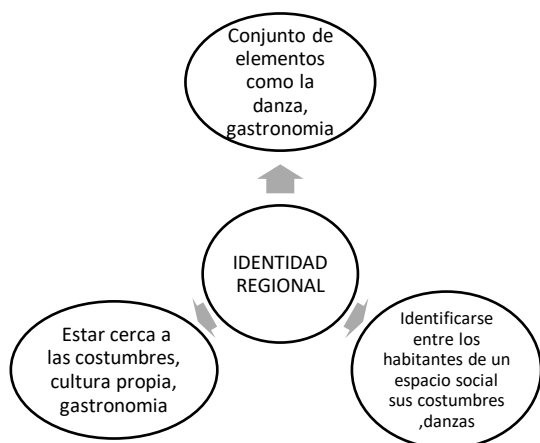 Conjunto de
elementos
como la
danza,
gastronomia
IDENTIDAD
REGIONAL
Estar cerca a
las costumbres,
cultura propia,
gastronomia
Identificarse
entre los
habitantes de un
espacio social
sus costumbres
,danzas